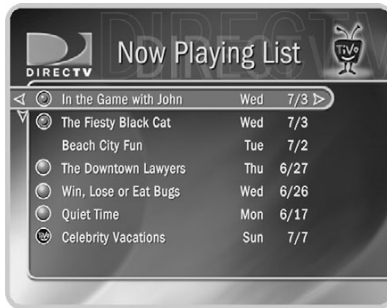 DIRECTV
Now Playing List
TiVo
DIRECTV
In the Game with John Wed 7/3
The Fiesty Black Cat Wed 7/3
Beach City Fun Tue 7/2
The Downtown Lawyers Thu 6/27
Win, Lose or Eat Bugs Wed 6/26
Quiet Time Mon 6/17
TiVo Celebrity Vacations Sun 7/7